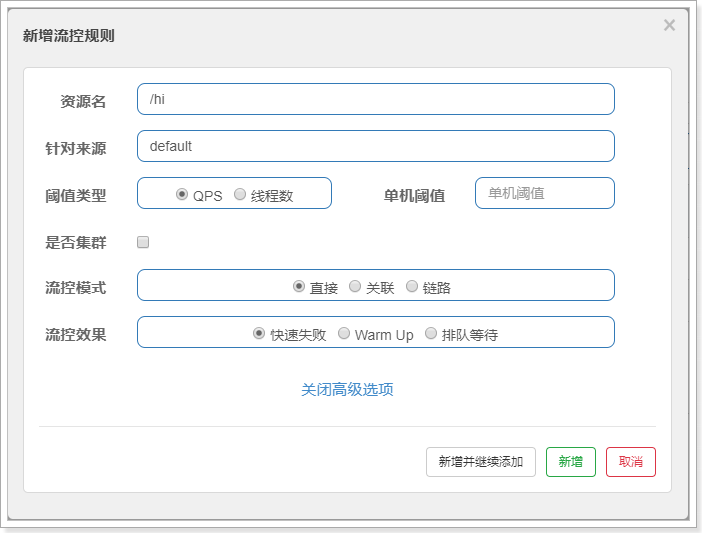 新增流控规则 ×
资源名 /hi
针对来源 default
阈值类型 QPS 线程数 单机阈值 单机阈值
是否集群
流控模式 直接 关联 链路
流控效果 快速失败 Warm Up 排队等待
关闭高级选项
新增并继续添加 新增 取消